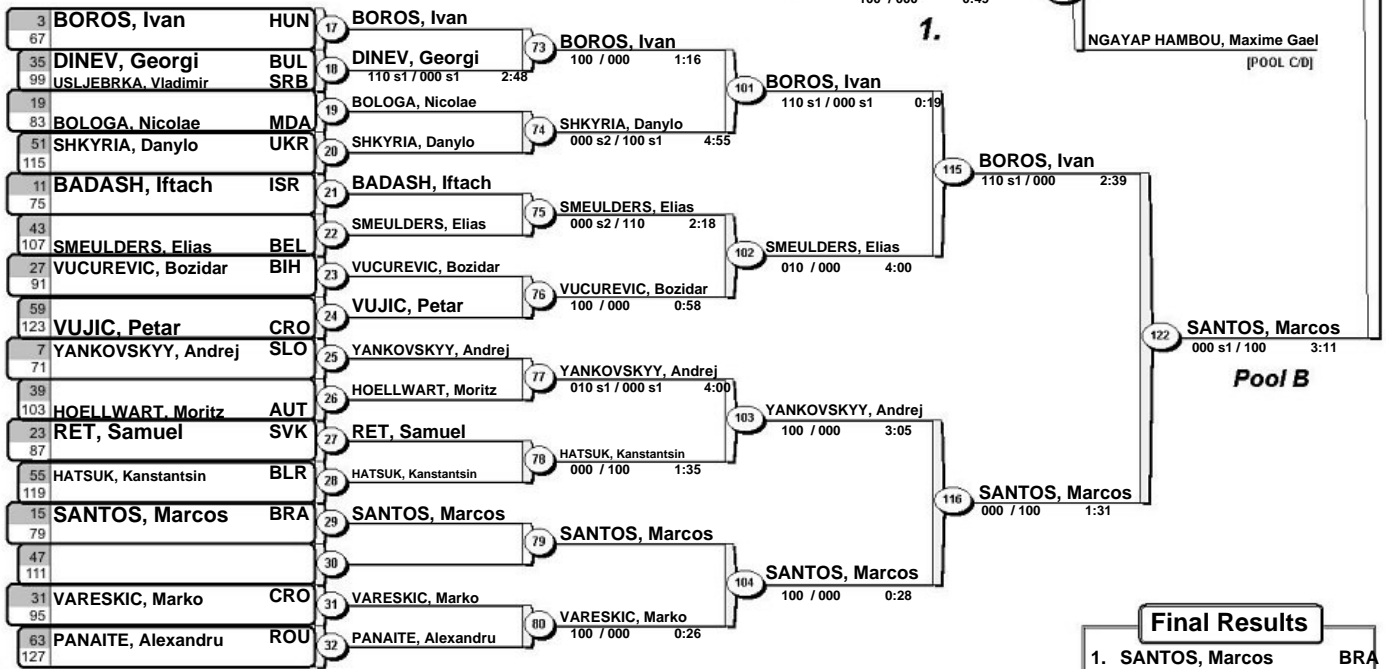 100 / 000 0:45
1.
NGAYAP HAMBOU, Maxime Gael
[POOL C/D]
3 BOROS, Ivan HUN
67
35 DINEV, Georgi BUL
99 USLJEBRKA, Vladimir SRB
19
83 BOLOGA, Nicolae MDA
51 SHKYRIA, Danylo UKR
115
11 BADASH, Iftach ISR
75
43
107 SMEULDERS, Elias BEL
27 VUCUREVIC, Bozidar BIH
91
59
123 VUJIC, Petar CRO
7 YANKOVSKYY, Andrej SLO
71
39
103 HOELLWART, Moritz AUT
23 RET, Samuel SVK
87
55 HATSUK, Kanstantsin BLR
119
15 SANTOS, Marcos BRA
79
47
111
31 VARESKIC, Marko CRO
95
63 PANAITE, Alexandru ROU
127
17 BOROS, Ivan
18 DINEV, Georgi
110 s1 / 000 s1 2:48
19 BOLOGA, Nicolae
20 SHKYRIA, Danylo
21 BADASH, Iftach
22 SMEULDERS, Elias
23 VUCUREVIC, Bozidar
24 VUJIC, Petar
25 YANKOVSKYY, Andrej
26 HOELLWART, Moritz
27 RET, Samuel
28 HATSUK, Kanstantsin
29 SANTOS, Marcos
30
31 VARESKIC, Marko
32 PANAITE, Alexandru
73 BOROS, Ivan
100 / 000 1:16
74 SHKYRIA, Danylo
000 s2 / 100 s1 4:55
75 SMEULDERS, Elias
000 s2 / 110 2:18
76 VUCUREVIC, Bozidar
100 / 000 0:58
77 YANKOVSKYY, Andrej
010 s1 / 000 s1 4:00
78 HATSUK, Kanstantsin
000 / 100 1:35
79 SANTOS, Marcos
80 VARESKIC, Marko
100 / 000 0:26
101 BOROS, Ivan
110 s1 / 000 s1 0:19
102 SMEULDERS, Elias
010 / 000 4:00
103 YANKOVSKYY, Andrej
100 / 000 3:05
104 SANTOS, Marcos
100 / 000 0:28
115 BOROS, Ivan
110 s1 / 000 2:39
116 SANTOS, Marcos
000 / 100 1:31
122 SANTOS, Marcos
000 s1 / 100 3:11
Pool B
Final Results
1. SANTOS, Marcos BRA